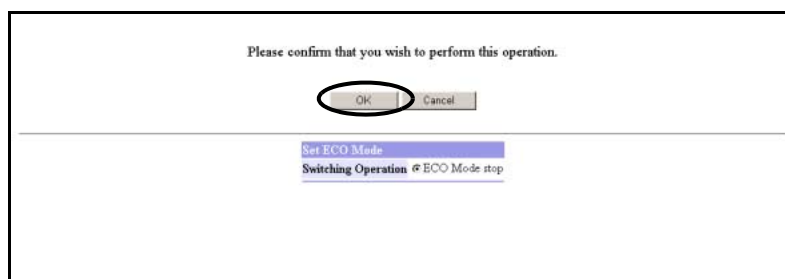 Please confirm that you wish to perform this operation.
OK Cancel
Set ECO Mode
Switching Operation ECO Mode stop